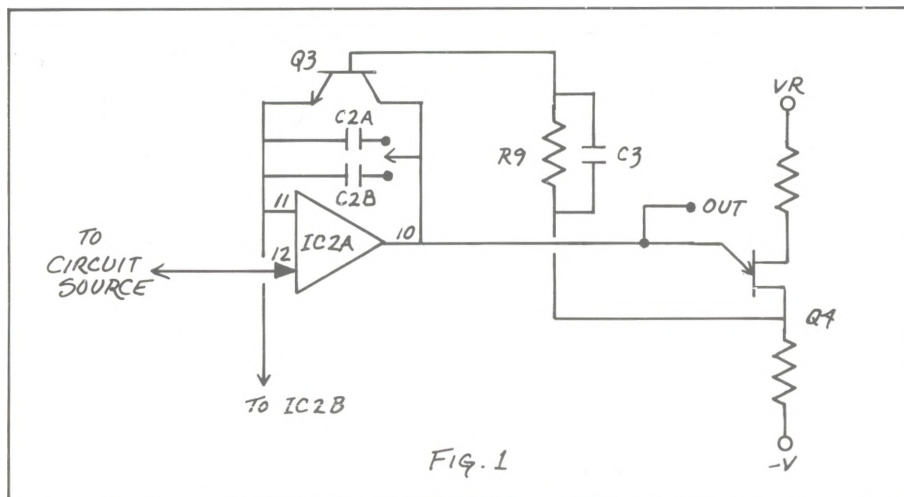 Q3
VR
C2A
R9
C3
C2B
OUT
11
IC2A
10
TO
CIRCUIT
SOURCE
12
Q4
TO IC2B
FIG. 1
-V